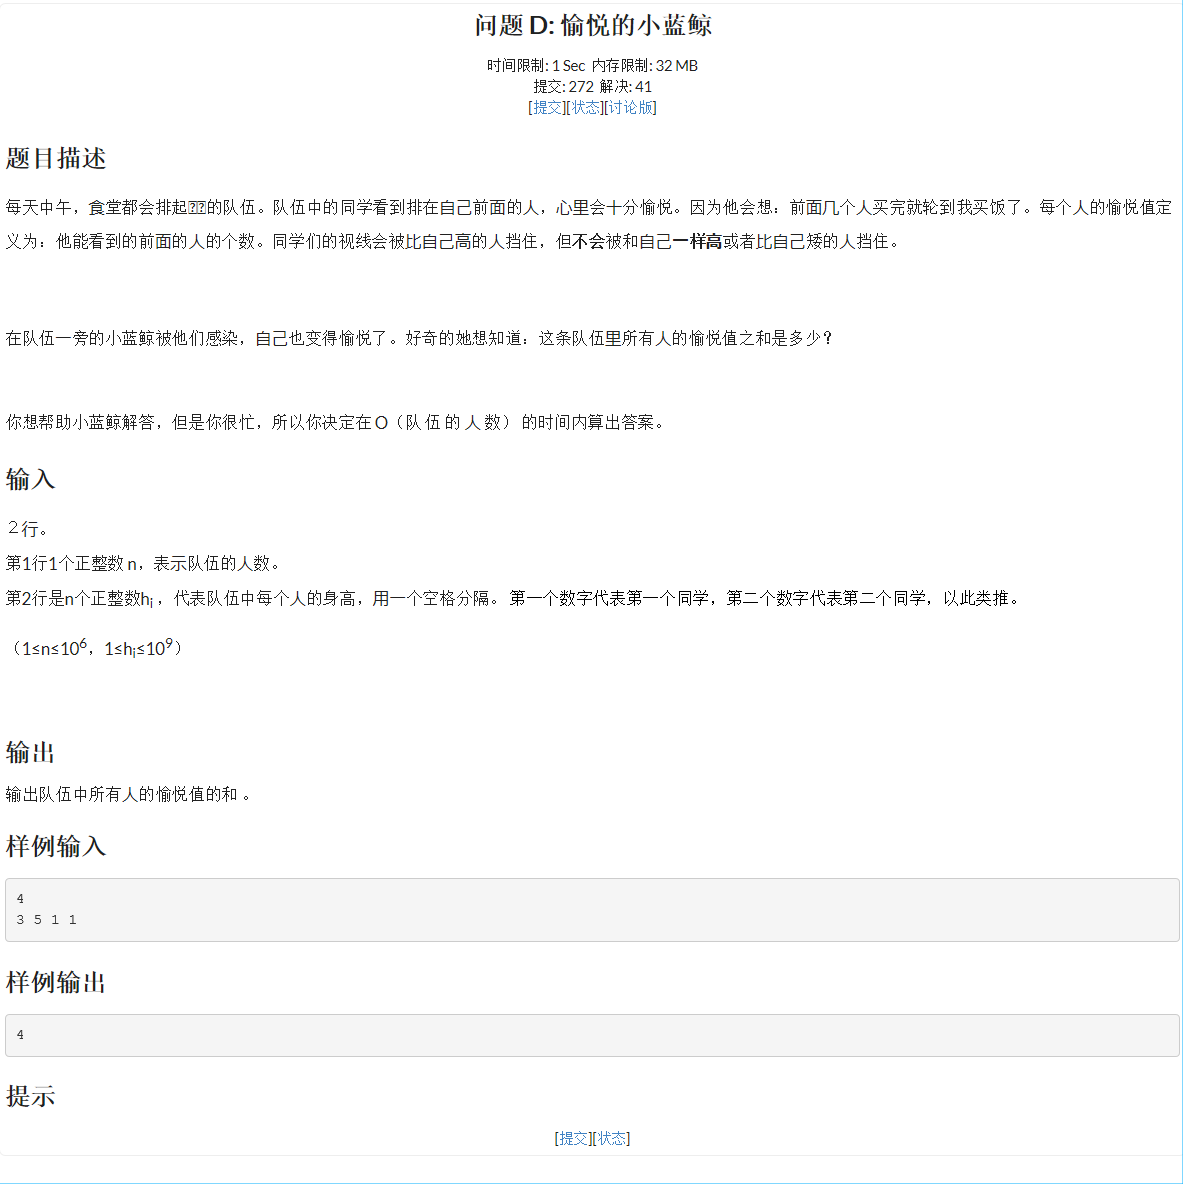 问题 D: 愉悦的小蓝鲸
时间限制: 1 Sec  内存限制: 32 MB
提交: 272  解决: 41
[提交][状态][讨论版]
题目描述
每天中午，食堂都会排起的队伍。队伍中的同学看到排在自己前面的人，心里会十分愉悦。因为他会想：前面几个人买完就轮到我买饭了。每个人的愉悦值定
义为：他能看到的前面的人的个数。同学们的视线会被比自己高的人挡住，但不会被和自己一样高或者比自己矮的人挡住。
在队伍一旁的小蓝鲸被他们感染，自己也变得愉悦了。好奇的她想知道：这条队伍里所有人的愉悦值之和是多少？
你想帮助小蓝鲸解答，但是你很忙，所以你决定在 O（队 伍 的 人 数） 的时间内算出答案。
输入
２行。
第1行1个正整数 n，表示队伍的人数。
第2行是n个正整数hi ，代表队伍中每个人的身高，用一个空格分隔。 第一个数字代表第一个同学，第二个数字代表第二个同学，以此类推。
（1≤n≤10⁶，1≤hi≤10⁹）
输出
输出队伍中所有人的愉悦值的和 。
样例输入
4
3 5 1 1
样例输出
4
提示
[提交][状态]